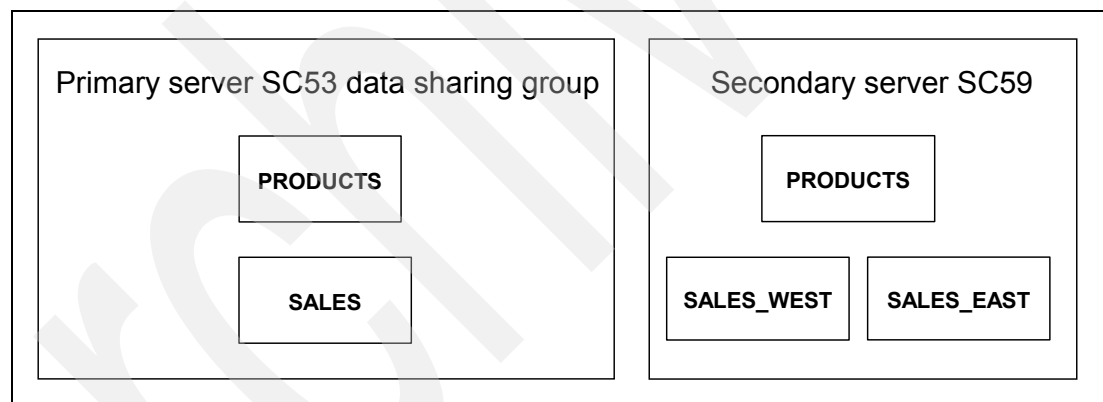 Primary server SC53 data sharing group
PRODUCTS
SALES
Secondary server SC59
PRODUCTS
SALES_WEST
SALES_EAST